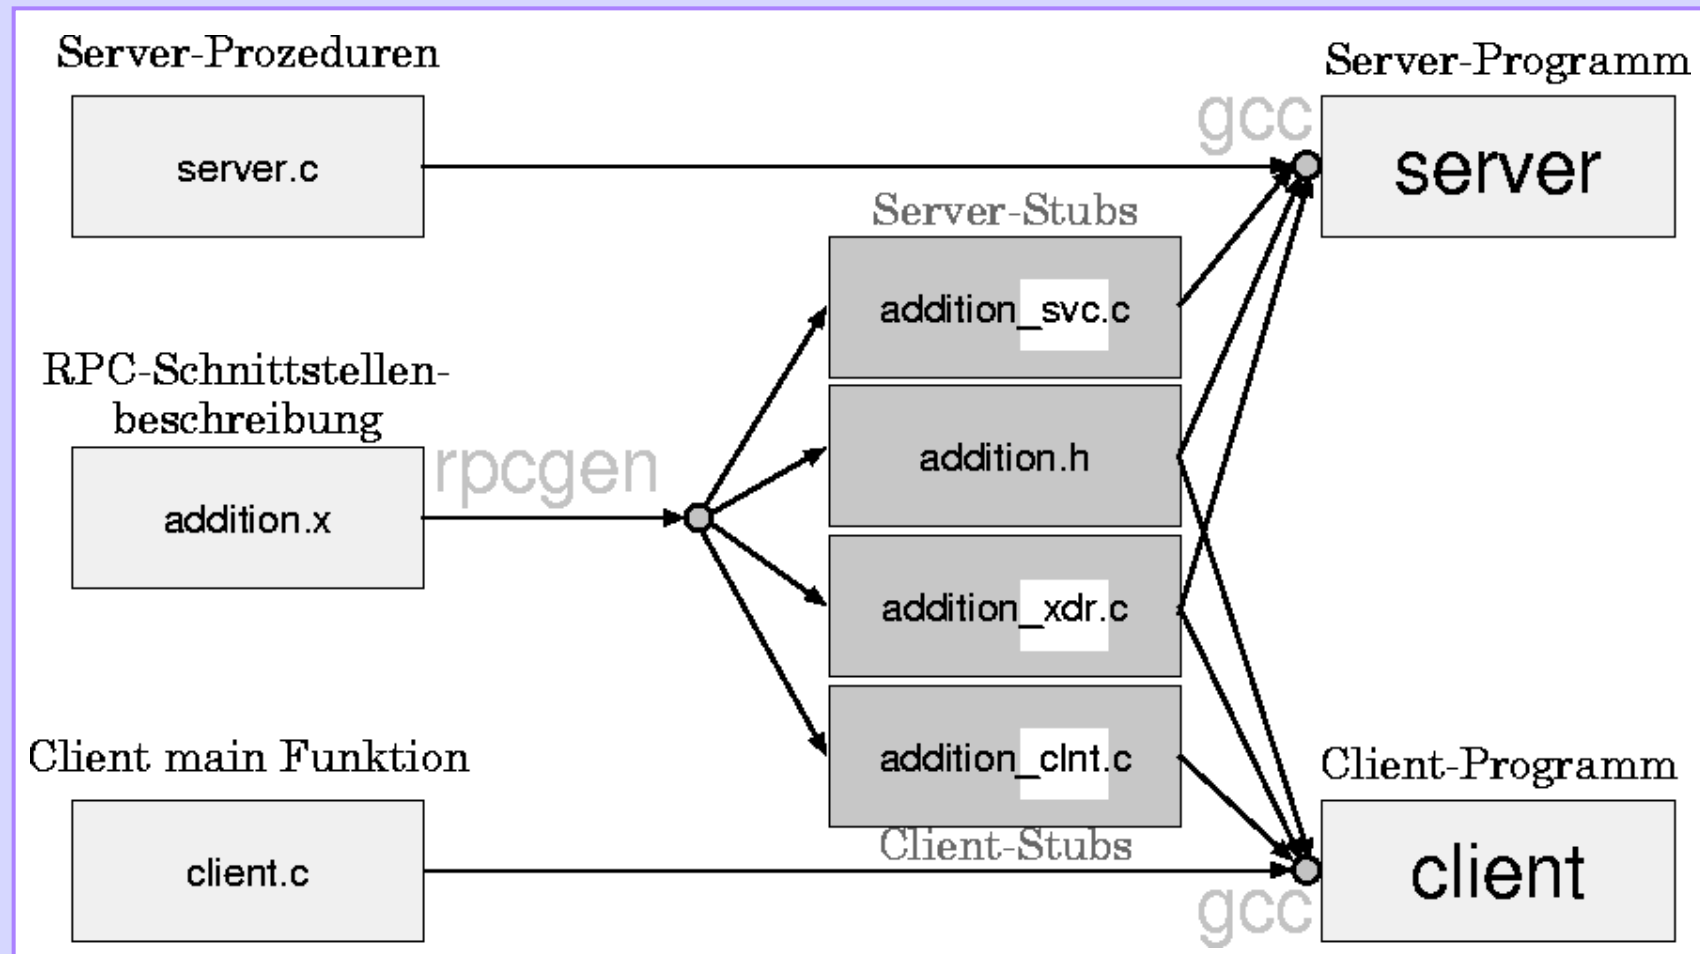 Server-Prozeduren
server.c
RPC-Schnittstellen-
beschreibung
addition.x
rpcgen
Client main Funktion
client.c
Server-Stubs
addition_svc.c
addition.h
addition_xdr.c
addition_clnt.c
Client-Stubs
gcc
Server-Programm
server
Client-Programm
client
gcc